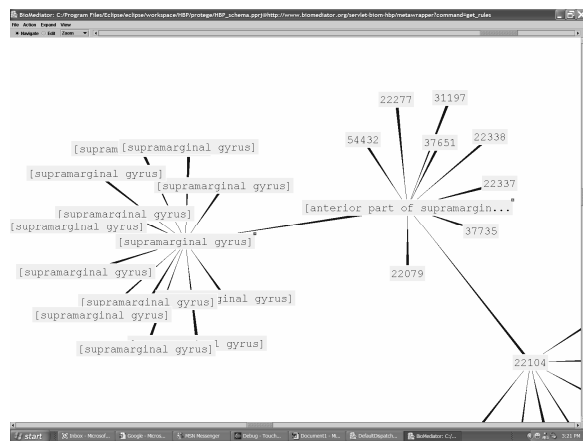 BioMediator: C:/Program Files/Eclipse/eclipse/workspace/HBP/protege/HBP_schema.pprj@http://www.biomediator.org/servlet-biom-hbp/metawrapper?command=get_rules
File Action Expand View
Navigate Edit Zoom
22277
31197
54432
37651
22338
[supram
[supramarginal gyrus]
[supramarginal gyrus]
[supramarginal gyrus]
22337
[supramarginal gyrus]
[anterior part of supramargin...
[supramarginal gyrus]
37735
[supramarginal gyrus]
[supramarginal gyrus]
22079
[supramarginal gyrus]
ginal gyrus]
[supramarginal gyrus]
l gyrus]
[supramarginal gyrus]
22104
start
Inbox - Microsof...
Google - Micros...
MSN Messenger
Debug - Touch...
Document1 - Mi...
DefaultDispatch...
BioMediator: C:/...
3:21 PM